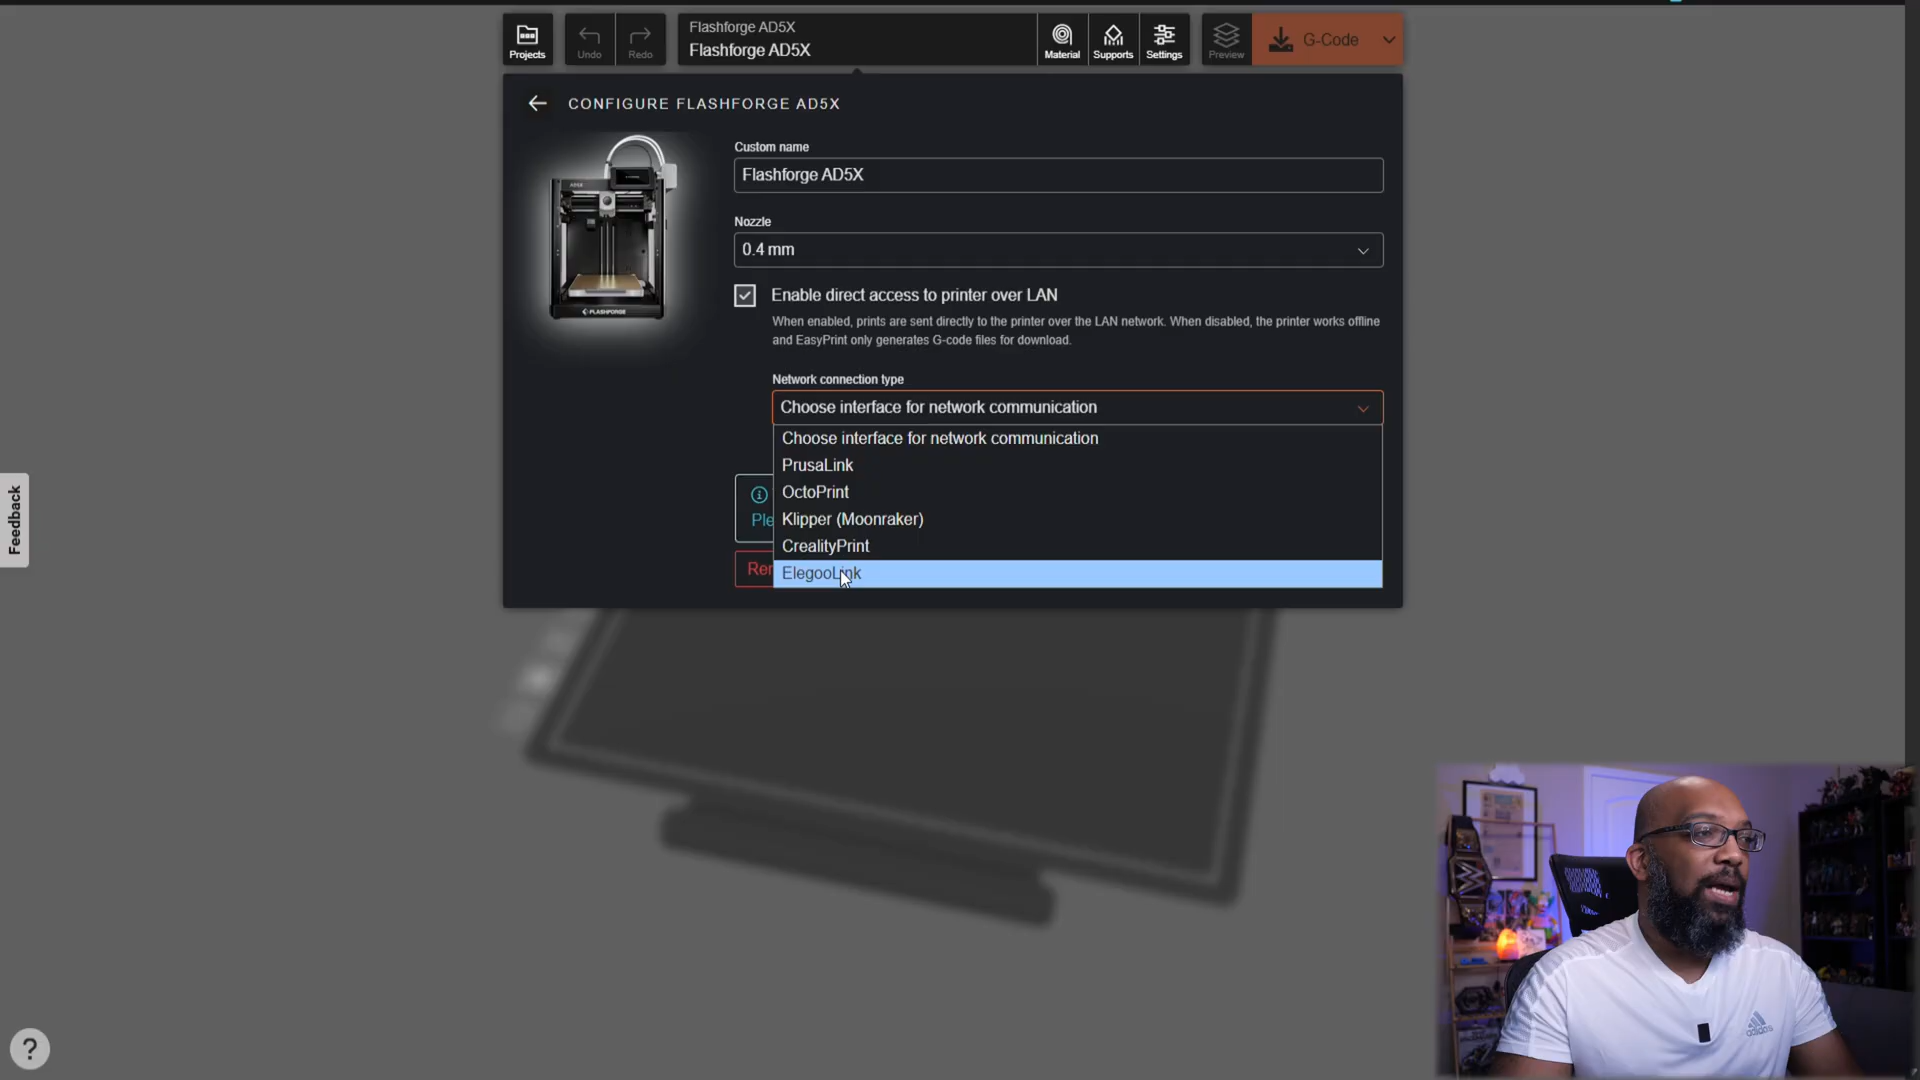 Projects
Undo
Redo
Flashforge AD5X
Flashforge AD5X
Material
Supports
Settings
Preview
G-Code
CONFIGURE FLASHFORGE AD5X
Custom name
Flashforge AD5X
Nozzle
0.4 mm
Enable direct access to printer over LAN
When enabled, prints are sent directly to the printer over the LAN network. When disabled, the printer works offline
and EasyPrint only generates G-code files for download.
Network connection type
Choose interface for network communication
Choose interface for network communication
PrusaLink
OctoPrint
Klipper (Moonraker)
CrealityPrint
ElegooLink
Ple
Rer
AD5X
FLASHFORGE
Feedback
?
adidas